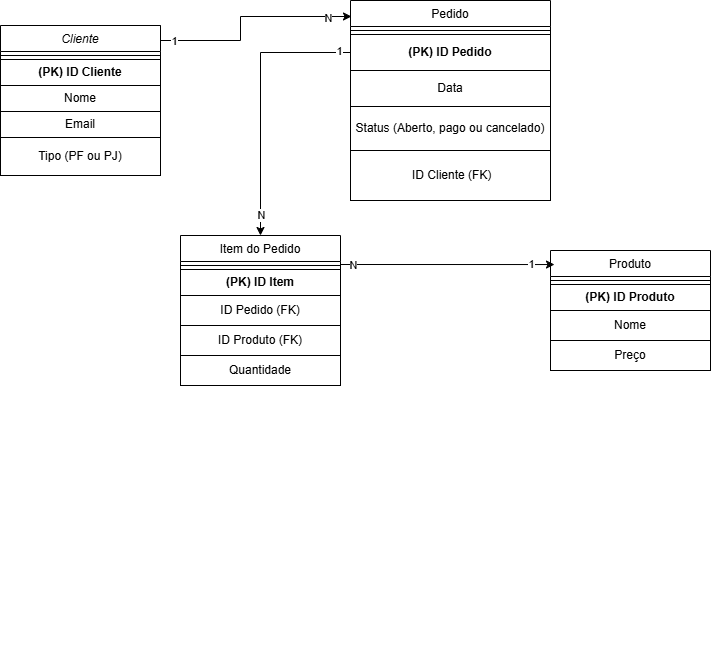 Cliente
(PK) ID Cliente
Nome
Email
Tipo (PF ou PJ)
1
N
Pedido
(PK) ID Pedido
Data
Status (Aberto, pago ou cancelado)
ID Cliente (FK)
1
N
Item do Pedido
(PK) ID Item
ID Pedido (FK)
ID Produto (FK)
Quantidade
N
1
Produto
(PK) ID Produto
Nome
Preço